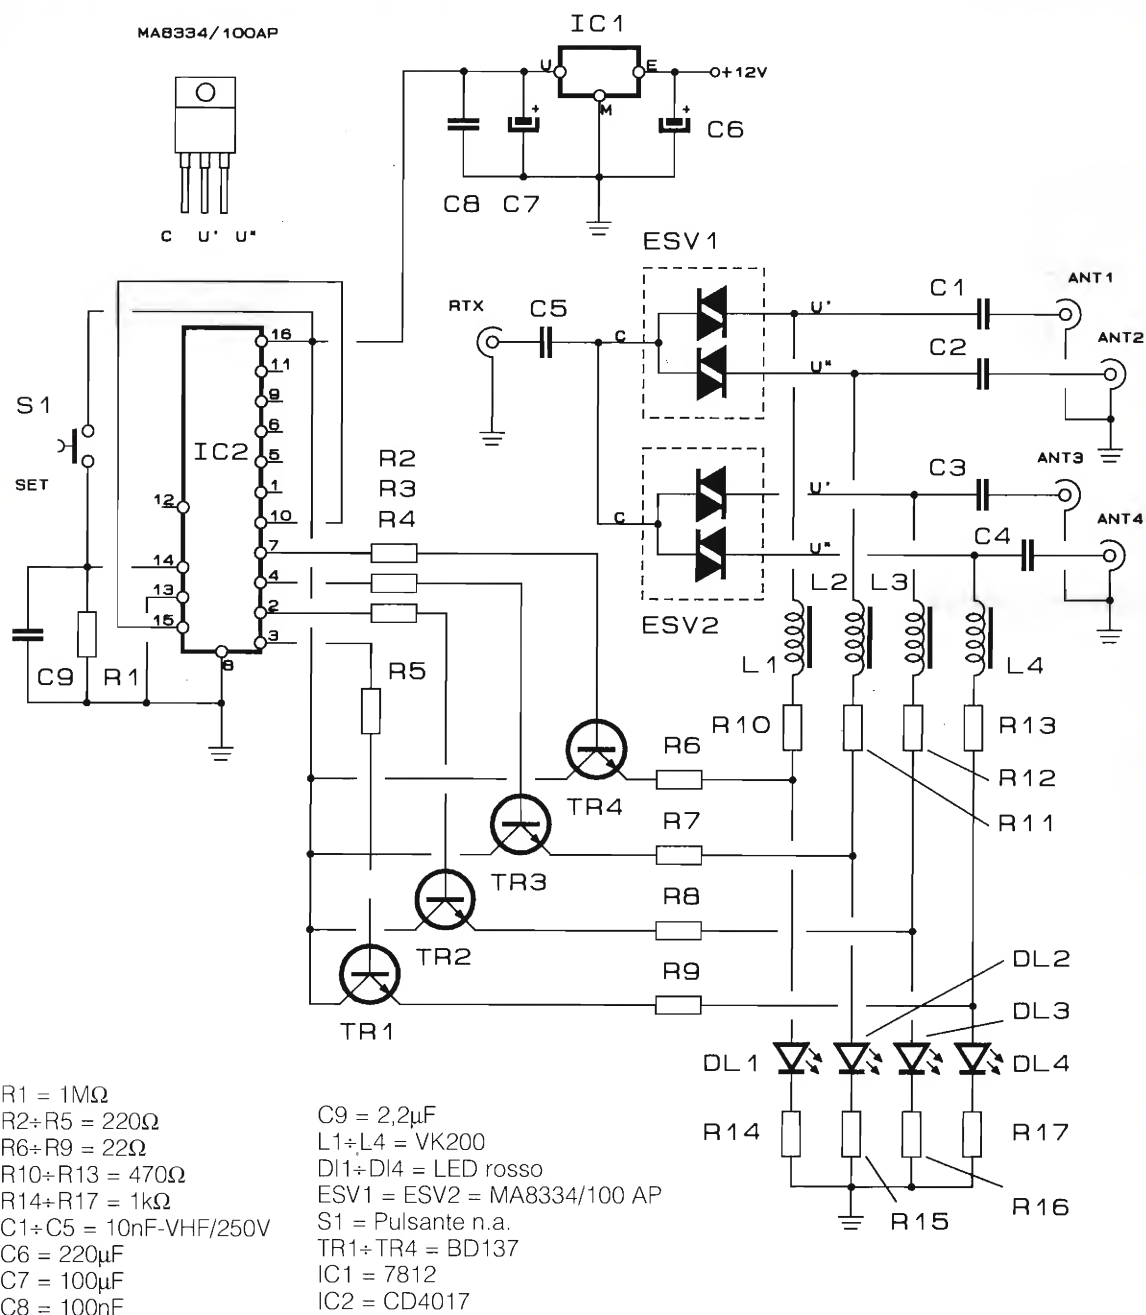 MA8334/100AP
C U' U"
IC1
U E
M
+12V
C6
C8 C7
ESV1
RTX
C5
C
U'
U"
C1
ANT1
C2
ANT2
S1
SET
IC2
16
11
9
6
5
1
12
10
7
14
4
13
2
15
3
8
R2
R3
R4
C9 R1
R5
C
U'
U"
C3
ANT3
C4
ANT4
ESV2
L2 L3
L1
L4
R10
R13
R12
R11
R6
TR4
R7
TR3
R8
TR2
R9
TR1
DL2
DL3
DL1
DL4
R14
R17
R15
R16
R1 = 1MΩ
R2÷R5 = 220Ω
R6÷R9 = 22Ω
R10÷R13 = 470Ω
R14÷R17 = 1kΩ
C1÷C5 = 10nF-VHF/250V
C6 = 220µF
C7 = 100µF
C8 = 100nF
C9 = 2,2µF
L1÷L4 = VK200
DI1÷DI4 = LED rosso
ESV1 = ESV2 = MA8334/100 AP
S1 = Pulsante n.a.
TR1÷TR4 = BD137
IC1 = 7812
IC2 = CD4017